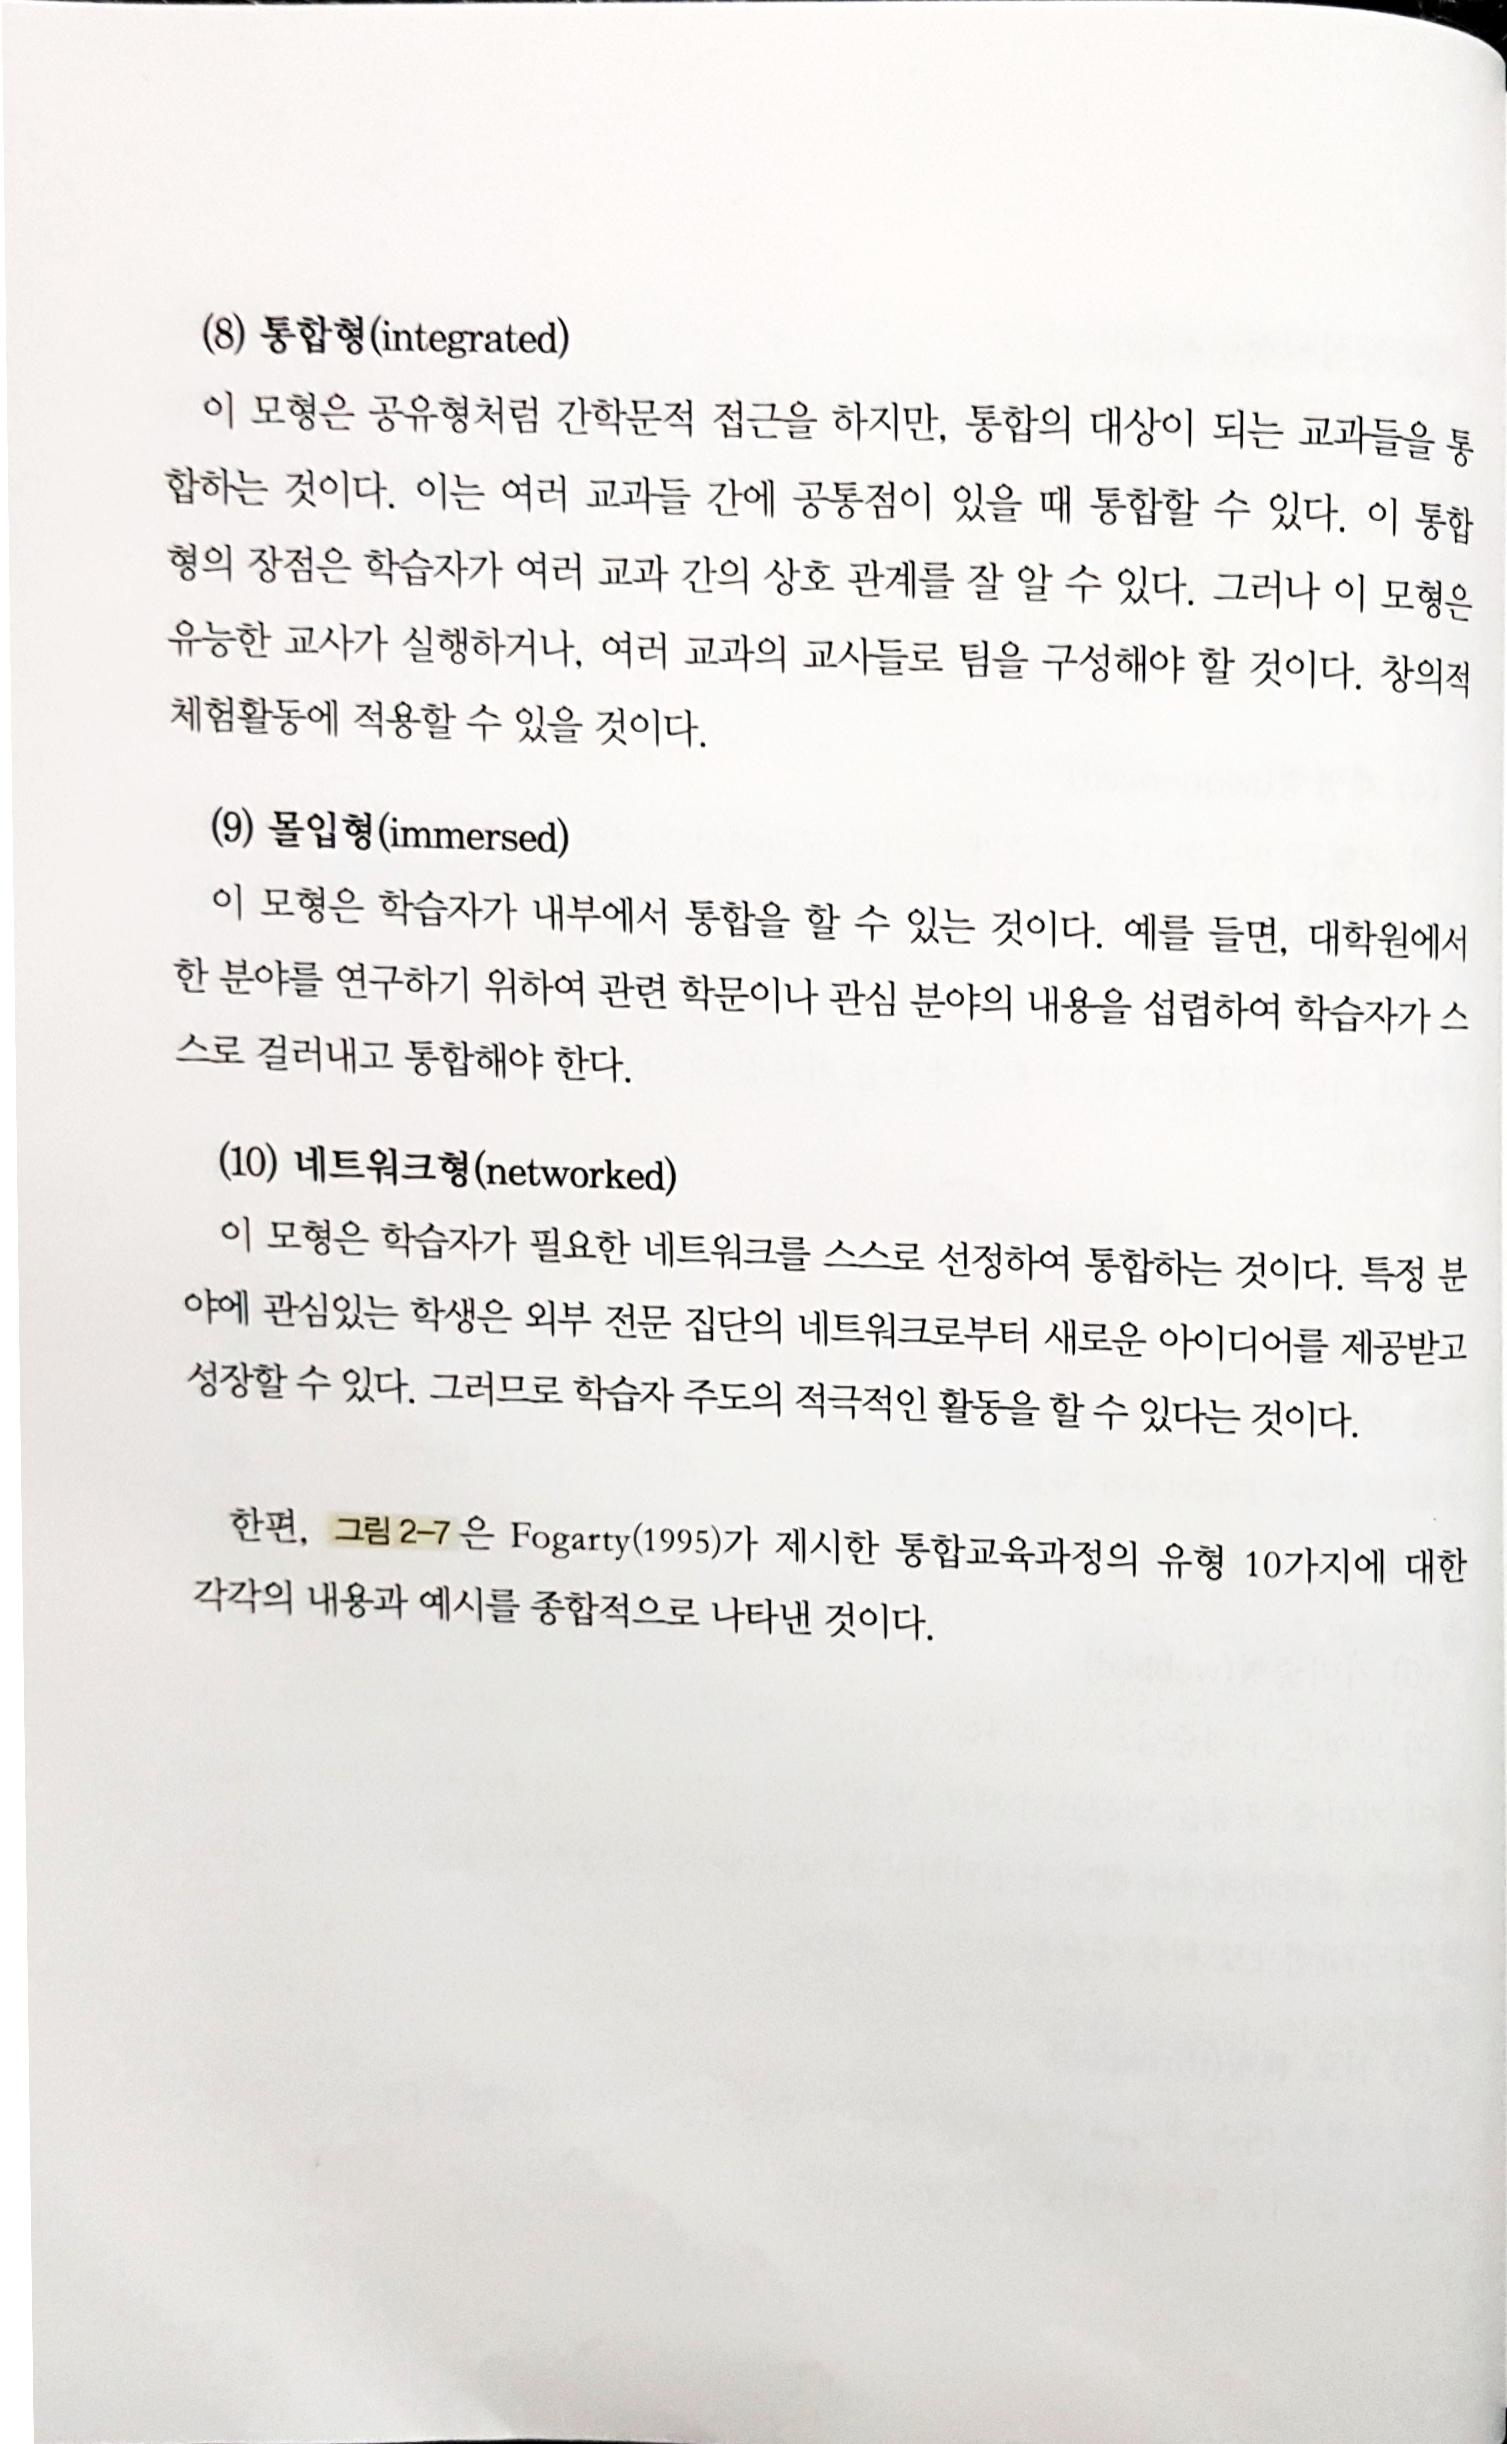 (8) 통합형(integrated)
이 모형은 공유형처럼 간학문적 접근을 하지만, 통합의 대상이 되는 교과들을 통
합하는 것이다. 이는 여러 교과들 간에 공통점이 있을 때 통합할 수 있다. 이 통합
형의 장점은 학습자가 여러 교과 간의 상호 관계를 잘 알 수 있다. 그러나 이 모형은
유능한 교사가 실행하거나, 여러 교과의 교사들로 팀을 구성해야 할 것이다. 창의적
체험활동에 적용할 수 있을 것이다.
(9) 몰입형(immersed)
이 모형은 학습자가 내부에서 통합을 할 수 있는 것이다. 예를 들면, 대학원에서
한 분야를 연구하기 위하여 관련 학문이나 관심 분야의 내용을 섭렵하여 학습자가 스
스로 걸러내고 통합해야 한다.
(10) 네트워크형(networked)
이 모형은 학습자가 필요한 네트워크를 스스로 선정하여 통합하는 것이다. 특정 분
야에 관심있는 학생은 외부 전문 집단의 네트워크로부터 새로운 아이디어를 제공받고
성장할 수 있다. 그러므로 학습자 주도의 적극적인 활동을 할 수 있다는 것이다.
한편, 그림 2-7 은 Fogarty(1995)가 제시한 통합교육과정의 유형 10가지에 대한
각각의 내용과 예시를 종합적으로 나타낸 것이다.